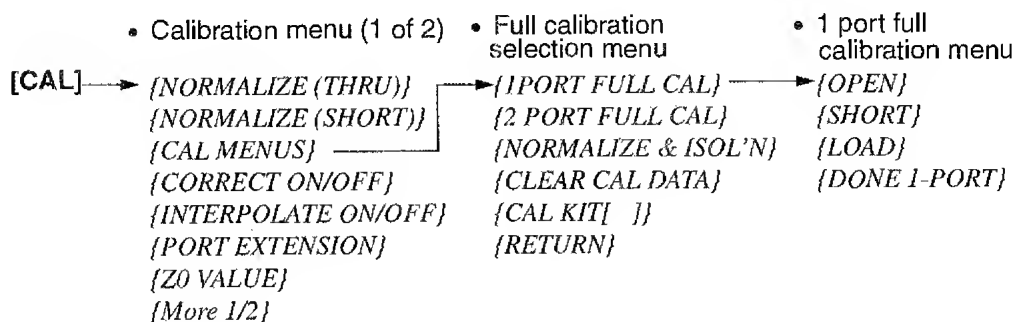 • Calibration menu (1 of 2)
• Full calibration
selection menu
• 1 port full
calibration menu
[CAL]
{NORMALIZE (THRU)}
{NORMALIZE (SHORT)}
{CAL MENUS}
{CORRECT ON/OFF}
{INTERPOLATE ON/OFF}
{PORT EXTENSION}
{Z0 VALUE}
{More 1/2}
{1PORT FULL CAL}
{2 PORT FULL CAL}
{NORMALIZE & ISOL'N}
{CLEAR CAL DATA}
{CAL KIT[ ]}
{RETURN}
{OPEN}
{SHORT}
{LOAD}
{DONE 1-PORT}